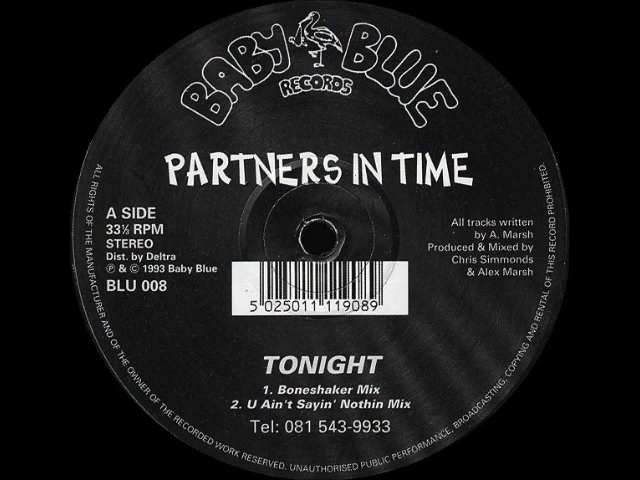 BABY BLUE
RECORDS
PARTNERS IN TIME
A SIDE
33⅓ RPM
STEREO
Dist. by Deltra
℗ & © 1993 Baby Blue
BLU 008
All tracks written
by A. Marsh
Produced & Mixed by
Chris Simmonds
& Alex Marsh
5 025011 119089
TONIGHT
1. Boneshaker Mix
2. U Ain't Sayin' Nothin Mix
Tel: 081 543-9933
ALL RIGHTS OF THE MANUFACTURER AND OF THE OWNER OF THE RECORDED WORK RESERVED. UNAUTHORISED PUBLIC PERFORMANCE, BROADCASTING, COPYING AND RENTAL OF THIS RECORD PROHIBITED.